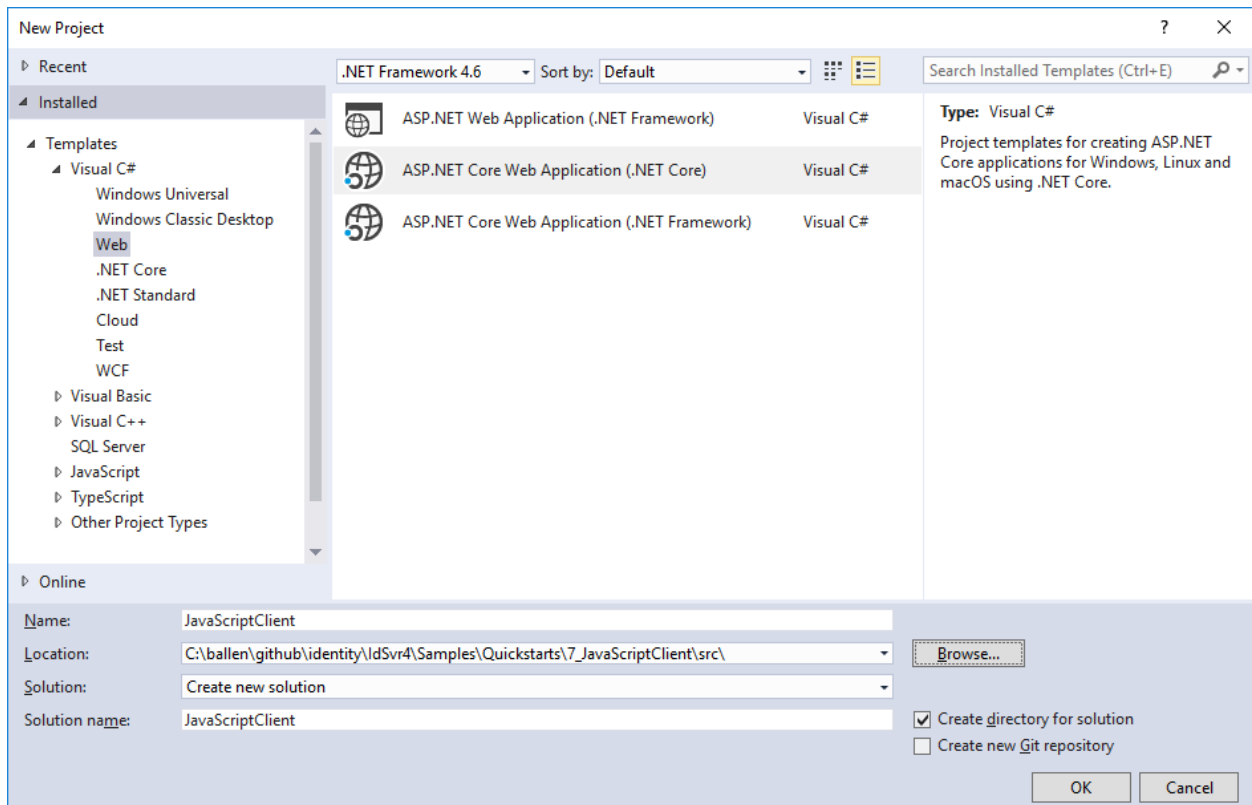 New Project
?
Recent
.NET Framework 4.6
Sort by: Default
Search Installed Templates (Ctrl+E)
Installed
Templates
Visual C#
Windows Universal
Windows Classic Desktop
Web
.NET Core
.NET Standard
Cloud
Test
WCF
Visual Basic
Visual C++
SQL Server
JavaScript
TypeScript
Other Project Types
Online
ASP.NET Web Application (.NET Framework) Visual C#
ASP.NET Core Web Application (.NET Core) Visual C#
ASP.NET Core Web Application (.NET Framework) Visual C#
Type: Visual C#
Project templates for creating ASP.NET
Core applications for Windows, Linux and
macOS using .NET Core.
Name: JavaScriptClient
Location: C:\ballen\github\identity\IdSvr4\Samples\Quickstarts\7_JavaScriptClient\src\
Browse...
Solution: Create new solution
Solution name: JavaScriptClient
Create directory for solution
Create new Git repository
OK Cancel